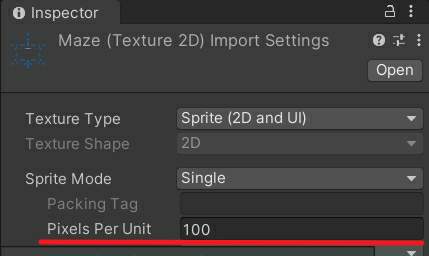 Inspector
Maze (Texture 2D) Import Settings
Open
Texture Type Sprite (2D and UI)
Texture Shape 2D
Sprite Mode Single
Packing Tag
Pixels Per Unit 100